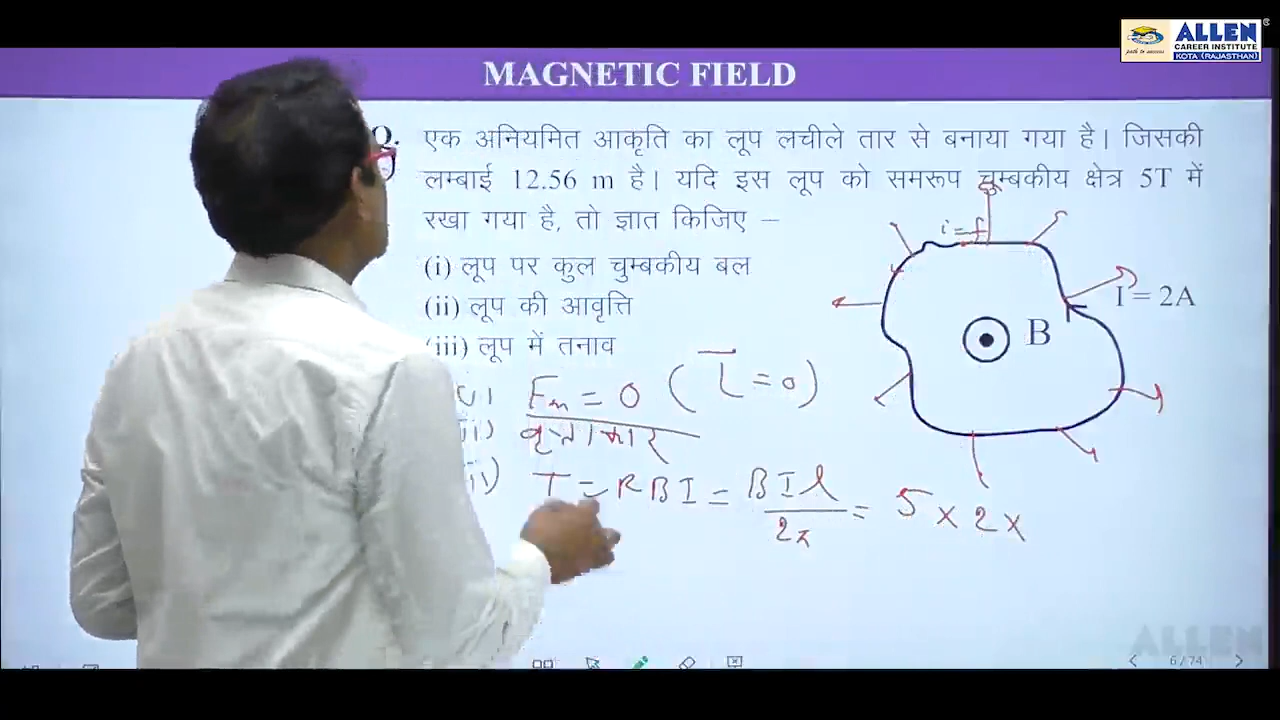 ALLEN
CAREER INSTITUTE
KOTA (RAJASTHAN)
MAGNETIC FIELD
Q. एक अनियमित आकृति का लूप लचीले तार से बनाया गया है। जिसकी
लम्बाई 12.56 m है। यदि इस लूप को समरूप चुम्बकीय क्षेत्र 5T में
रखा गया है, तो ज्ञात किजिए –
(i) लूप पर कुल चुम्बकीय बल
(ii) लूप की आवृत्ति
(iii) लूप में तनाव
I = 2A
B
Fm = 0 (τ = 0)
वृत्ताकार
T = RBI = BIl/2π = 5 × 2 ×
ALLEN
6 / 74